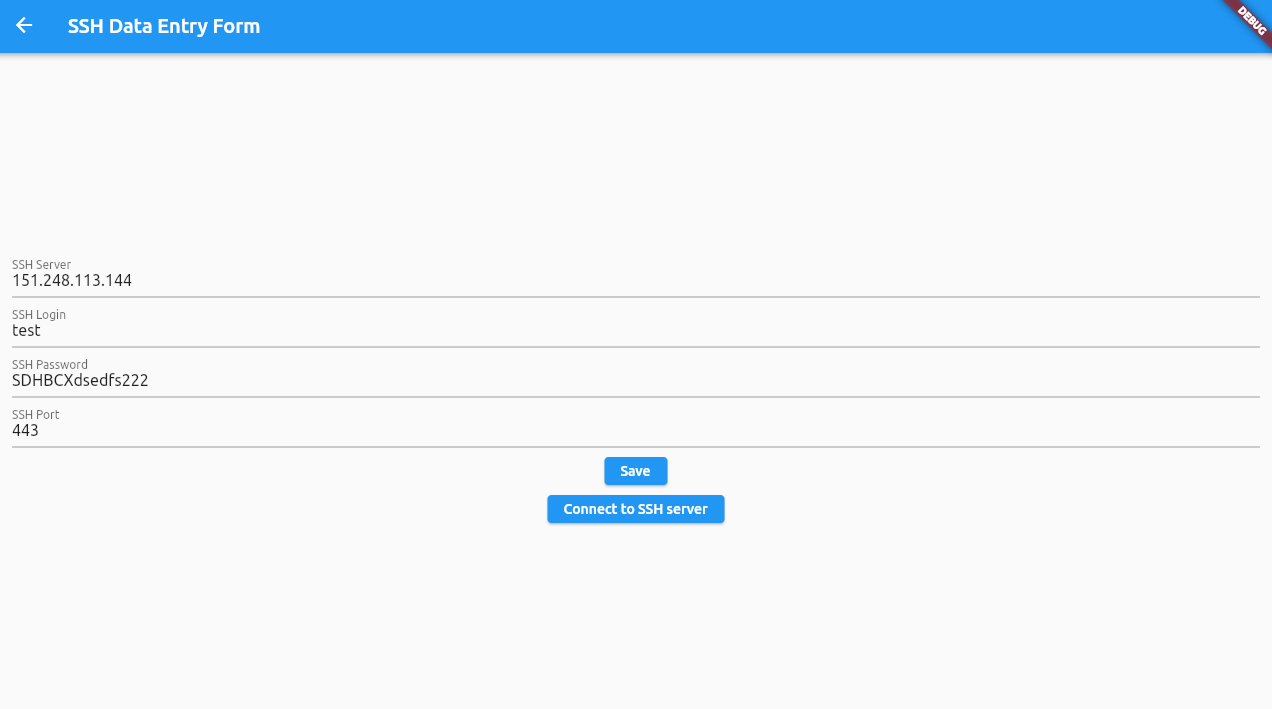 SSH Data Entry Form
DEBUG
SSH Server
151.248.113.144
SSH Login
test
SSH Password
SDHBCXdsedfs222
SSH Port
443
Save
Connect to SSH server